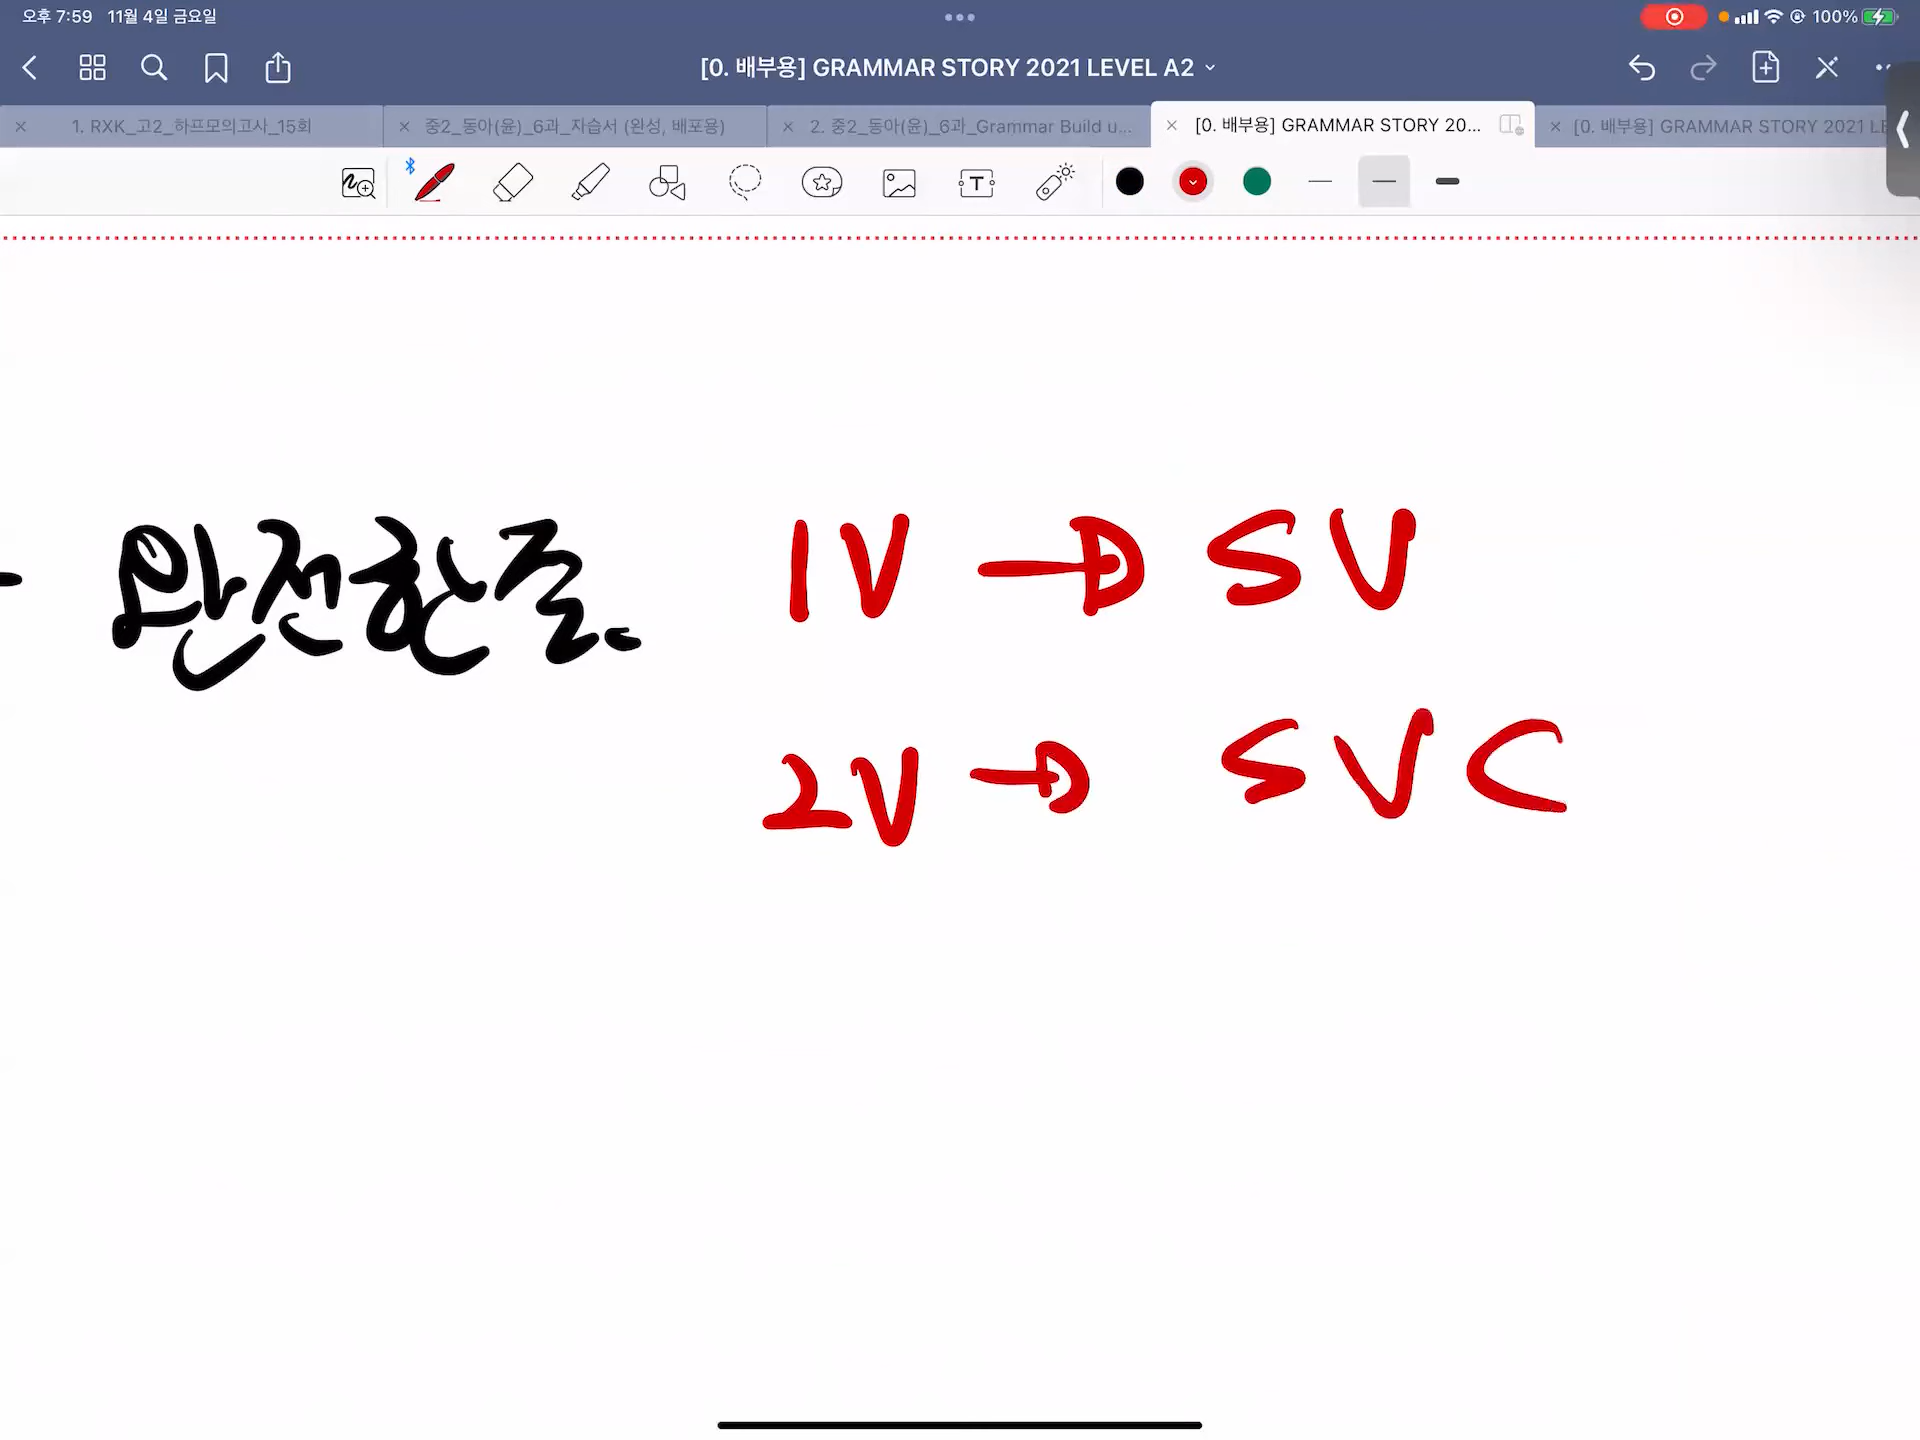 오후 7:59 11월 4일 금요일
100%
[0. 배부용] GRAMMAR STORY 2021 LEVEL A2
1. RXK_고2_하프모의고사_15회
중2_동아(윤)_6과_자습서 (완성, 배포용)
2. 중2_동아(윤)_6과_Grammar Build u...
[0. 배부용] GRAMMAR STORY 20...
[0. 배부용] GRAMMAR STORY 2021 LE
완전한 1V → SV
2V → SVC